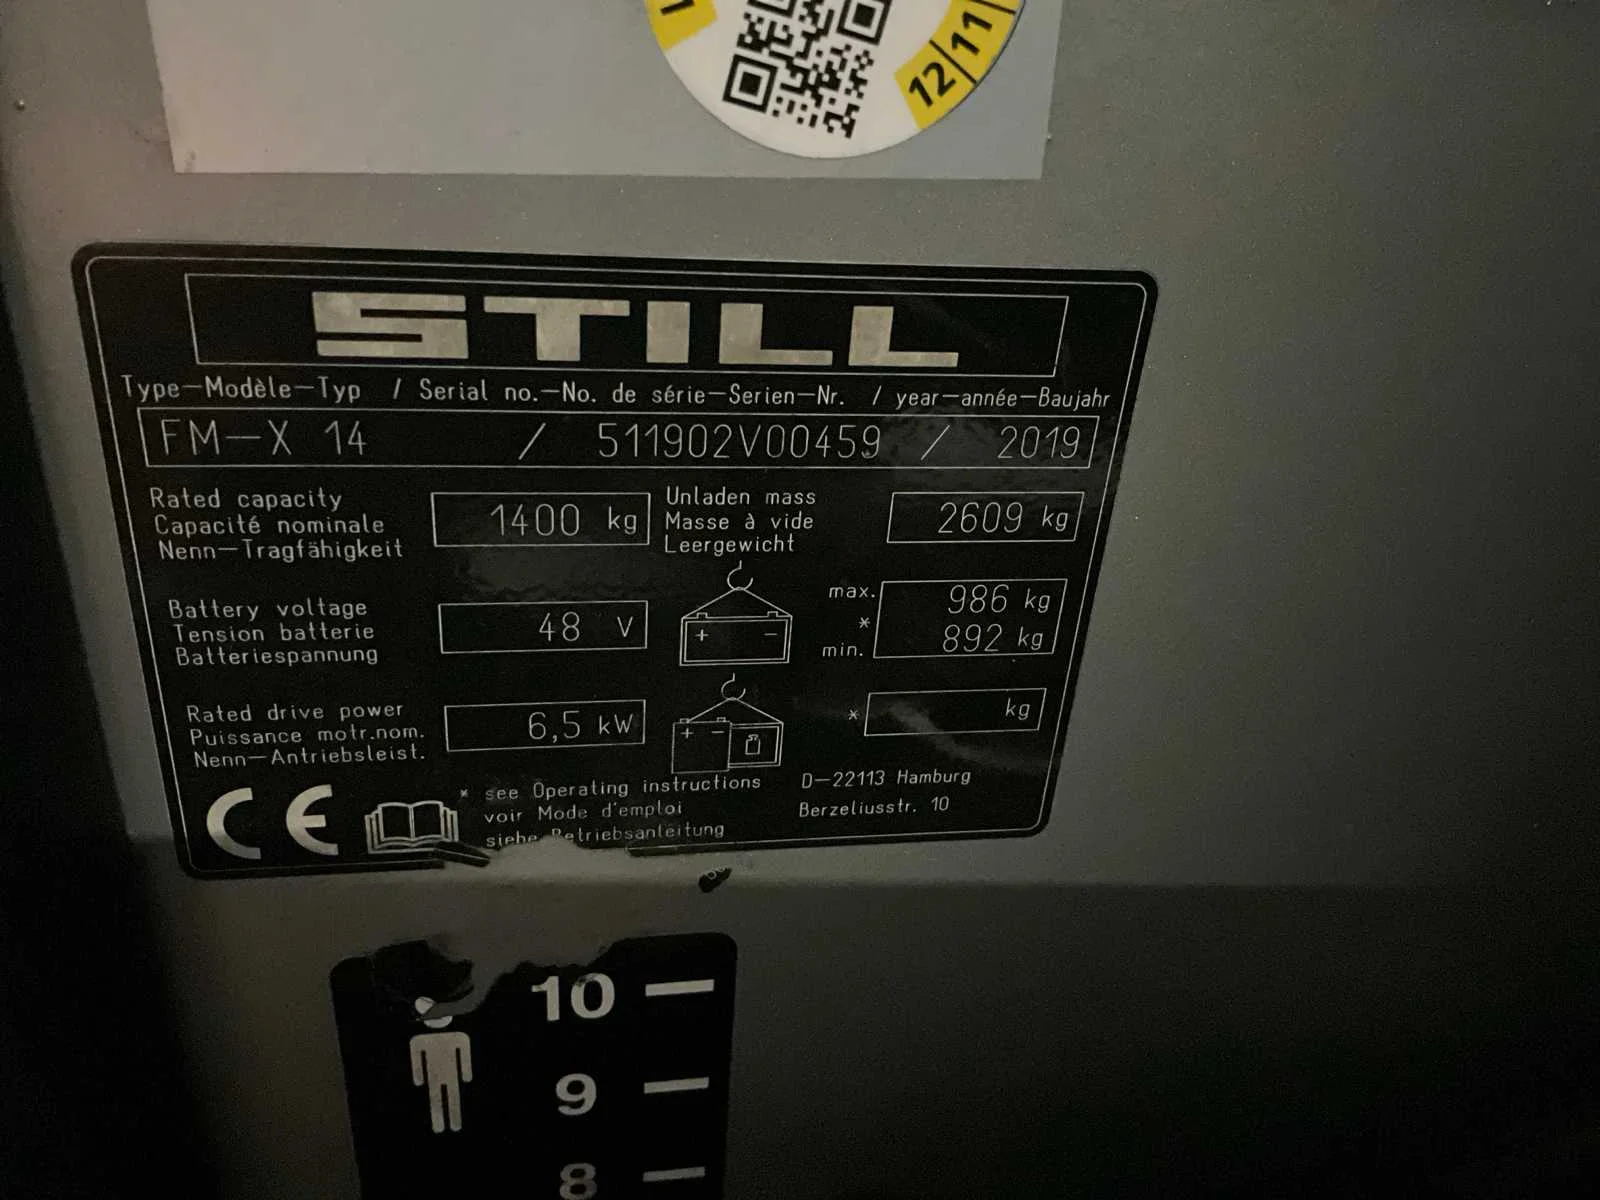 12 11
STILL
Type-Modèle-Typ / Serial no.-No. de série-Serien-Nr. / year-année-Baujahr
FM-X 14 / 511902V00459 / 2019
Rated capacity
Capacité nominale
Nenn-Tragfähigkeit
1400 kg
Unladen mass
Masse à vide
Leergewicht
2609 kg
Battery voltage
Tension batterie
Batteriespannung
48 V
+ -
max. 986 kg
*
min. 892 kg
Rated drive power
Puissance motr.nom.
Nenn-Antriebsleist.
6,5 kW
+ -
* kg
CE
* see Operating instructions
voir Mode d'emploi
siehe Betriebsanleitung
D-22113 Hamburg
Berzeliusstr. 10
10
9
8